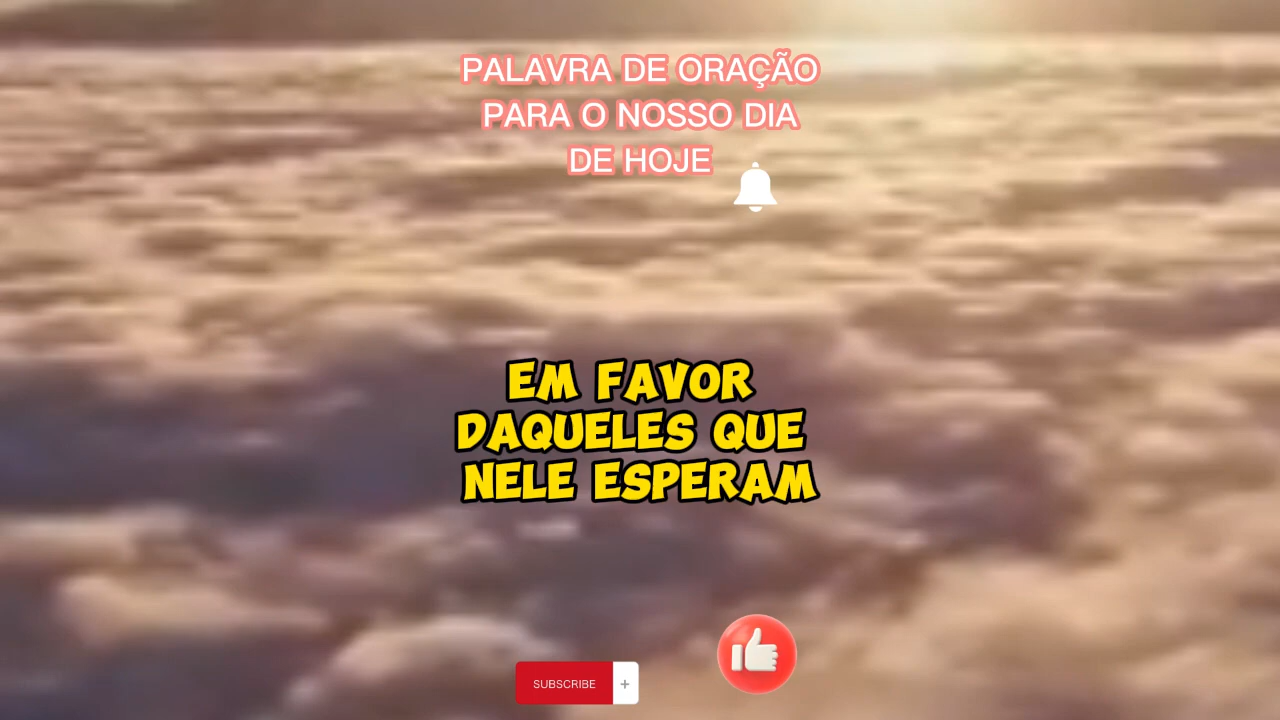 PALAVRA DE ORAÇÃO
PARA O NOSSO DIA
DE HOJE
EM FAVOR
DAQUELES QUE
NELE ESPERAM
SUBSCRIBE +